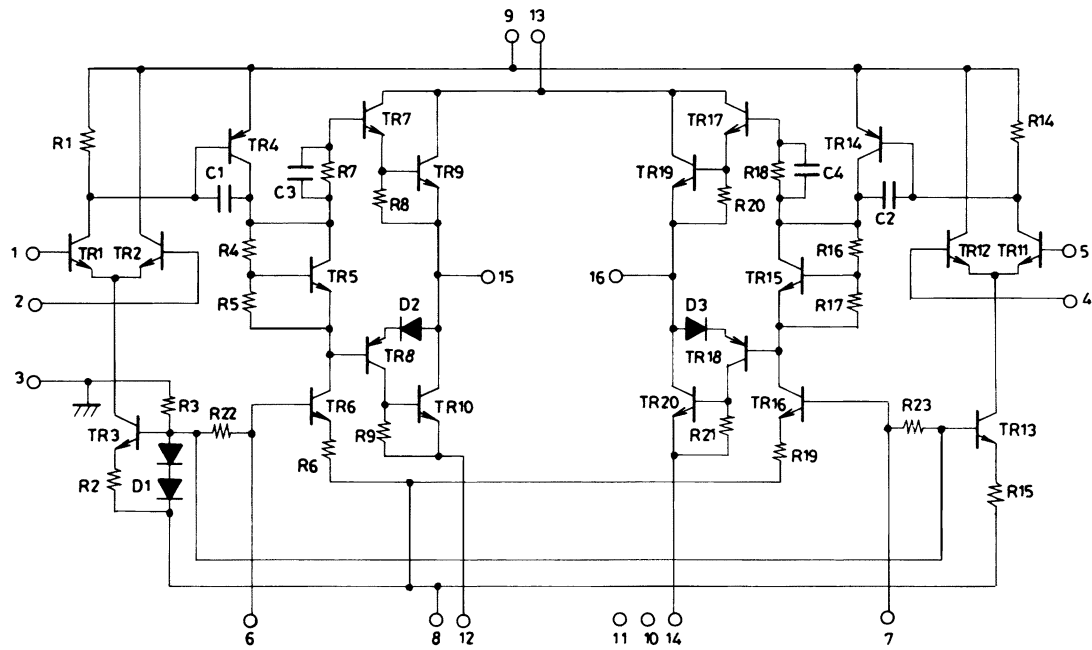 9 13
R1
TR4
C1
TR7
R7
C3
R8
TR9
TR17
TR19
R18
C4
R20
TR14
C2
R14
1
TR1
TR2
2
R4
R5
TR5
15
16
TR15
R16
R17
TR12
TR11
5
4
D2
TR8
D3
TR18
3
R3
R22
TR3
R2
D1
TR6
R6
R9
TR10
TR20
R21
TR16
R19
R23
TR13
R15
6
8
12
11
10
14
7